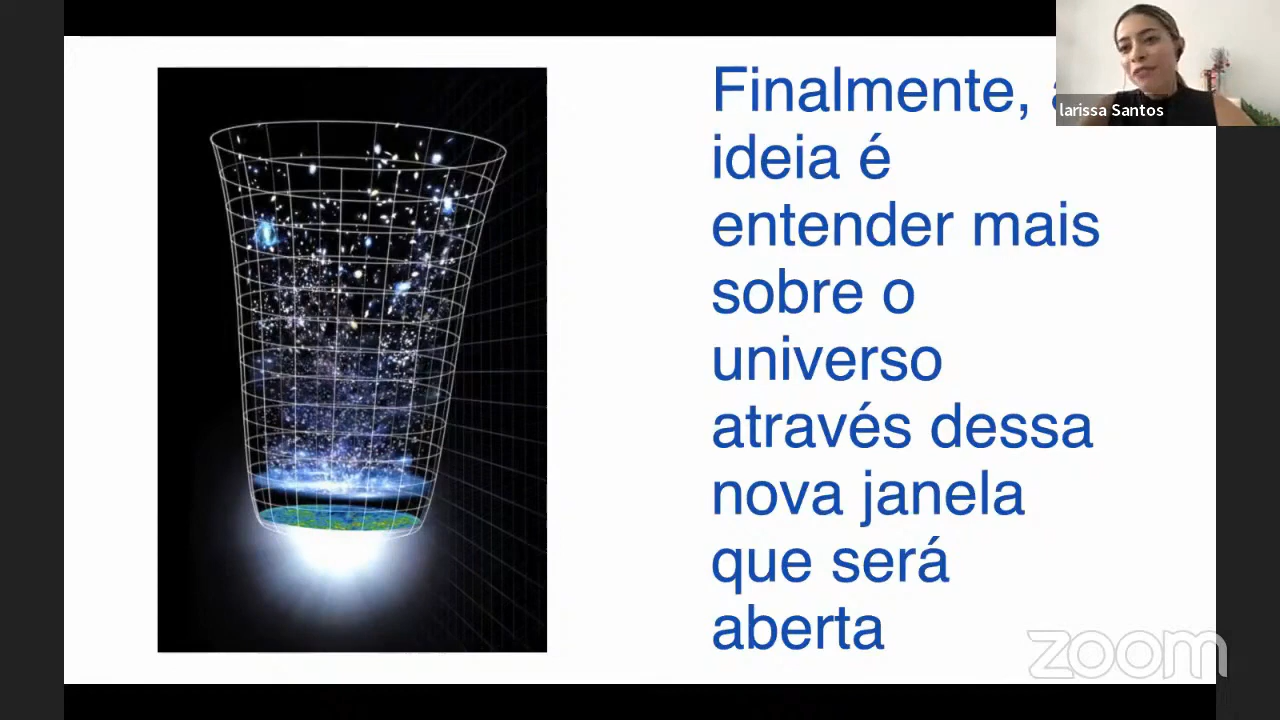 Finalmente, a
ideia é
entender mais
sobre o
universo
através dessa
nova janela
que será
aberta
larissa Santos
zoom